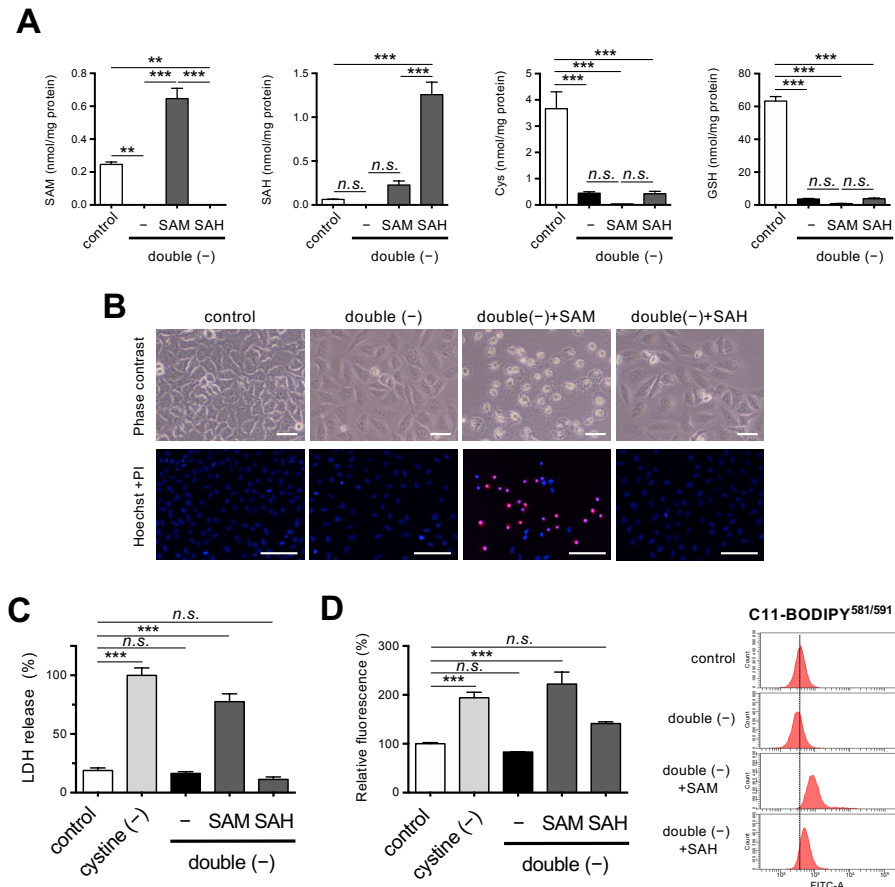 A
SAM (nmol/mg protein)
0.8
0.6
0.4
0.2
0.0
**
***
***
**
control
−
SAM
SAH
double (−)
SAH (nmol/mg protein)
1.5
1.0
0.5
0.0
***
***
n.s.
n.s.
control
−
SAM
SAH
double (−)
Cys (nmol/mg protein)
5
4
3
2
1
0
***
***
***
n.s.
n.s.
control
−
SAM
SAH
double (−)
GSH (nmol/mg protein)
80
60
40
20
0
***
***
***
n.s.
n.s.
control
−
SAM
SAH
double (−)
B
control
double (−)
double(−)+SAM
double(−)+SAH
Phase contrast
Hoechst +PI
C
LDH release (%)
100
50
0
n.s.
***
n.s.
***
control
cystine (−)
−
SAM
SAH
double (−)
D
Relative fluorescence (%)
300
200
100
0
n.s.
***
n.s.
***
control
cystine (−)
−
SAM
SAH
double (−)
C11-BODIPY581/591
control
Count
double (−)
Count
double (−)
+SAM
Count
double (−)
+SAH
Count
FITC-A